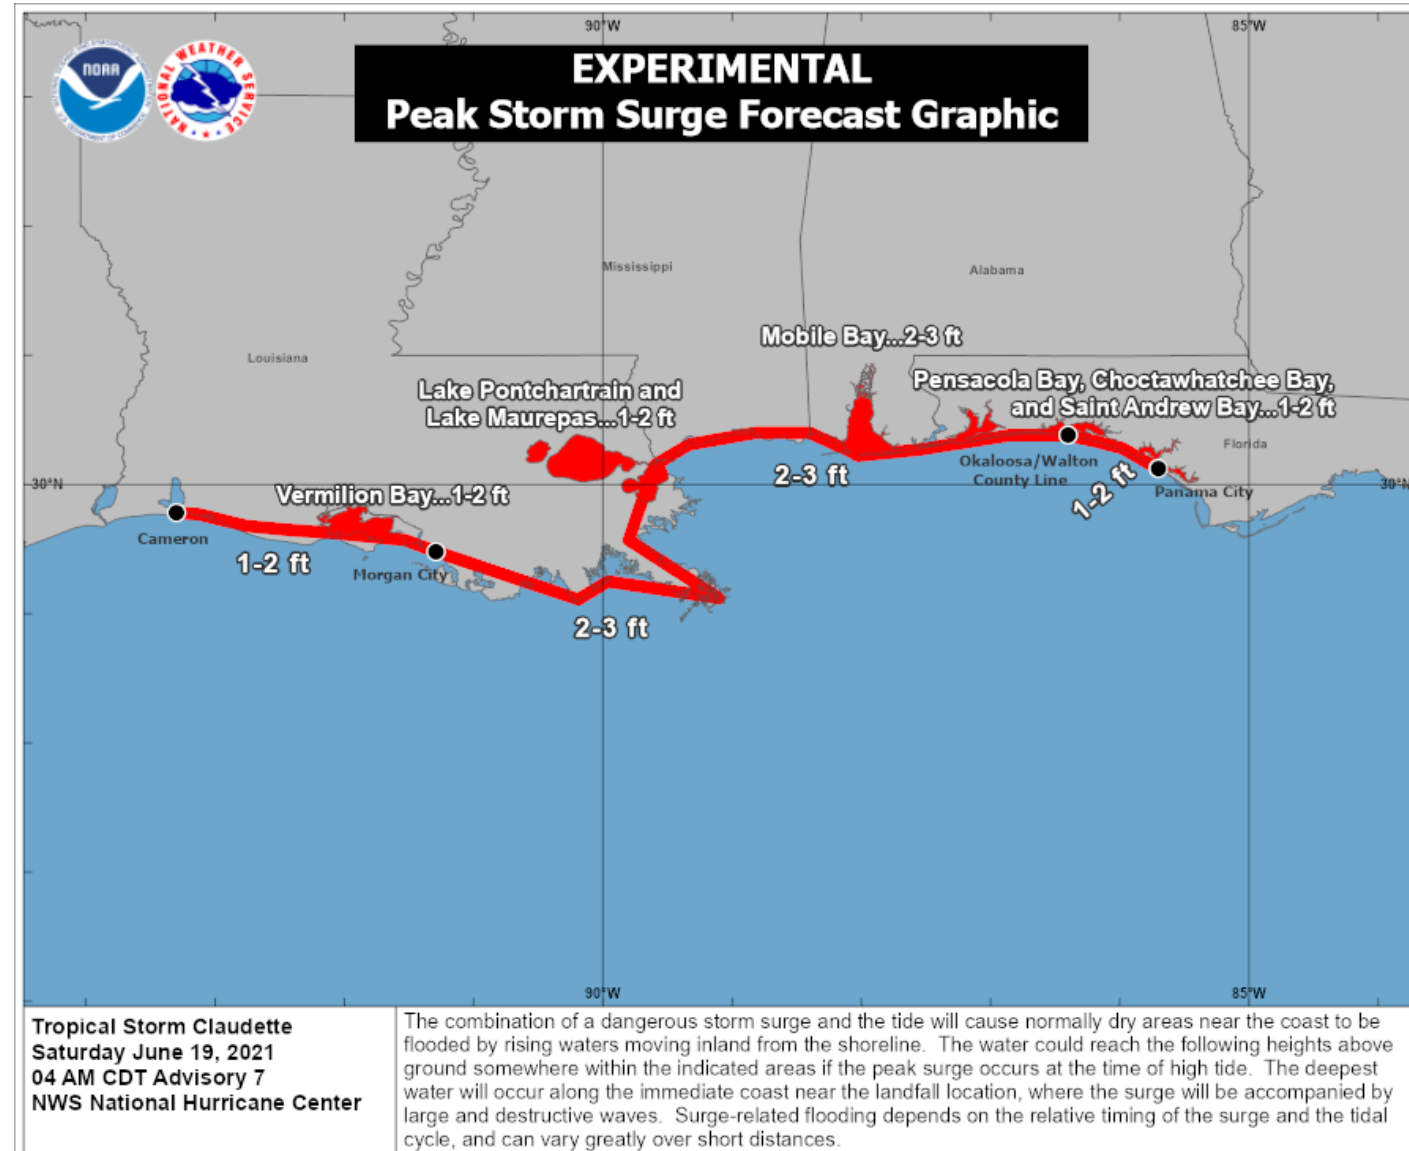 90°W
85°W
NOAA
NATIONAL WEATHER SERVICE
EXPERIMENTAL
Peak Storm Surge Forecast Graphic
Mississippi
Alabama
Mobile Bay...2-3 ft
Louisiana
Lake Pontchartrain and
Lake Maurepas...1-2 ft
Pensacola Bay, Choctawhatchee Bay,
and Saint Andrew Bay...1-2 ft
Florida
Okaloosa/Walton
County Line
2-3 ft
1-2 ft
Panama City
30°N
30°N
Vermilion Bay...1-2 ft
Cameron
1-2 ft
Morgan City
2-3 ft
90°W
85°W
Tropical Storm Claudette
Saturday June 19, 2021
04 AM CDT Advisory 7
NWS National Hurricane Center
The combination of a dangerous storm surge and the tide will cause normally dry areas near the coast to be
flooded by rising waters moving inland from the shoreline.  The water could reach the following heights above
ground somewhere within the indicated areas if the peak surge occurs at the time of high tide.  The deepest
water will occur along the immediate coast near the landfall location, where the surge will be accompanied by
large and destructive waves.  Surge-related flooding depends on the relative timing of the surge and the tidal
cycle, and can vary greatly over short distances.